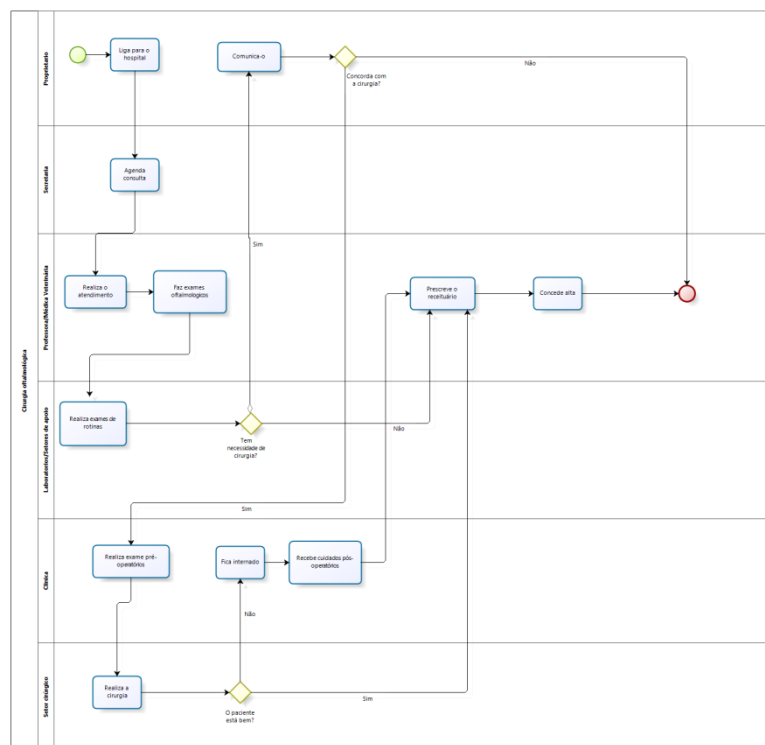 Cirurgia oftalmológica
Proprietario
Liga para o
hospital
Comunica-o
Concorda com
a cirurgia?
Não
Secretaria
Agenda
consulta
Sim
Professora/Médica Veterinária
Realiza o
atendimento
Faz exames
oftalmologicos
Prescreve o
receituário
Concede alta
Laboratorios/Setores de apoio
Realiza exames de
rotinas
Tem
necessidade de
cirurgia?
Não
Sim
Clínica
Realiza exame pré-
operatórios
Fica internado
Recebe cuidados pós-
operatórios
Não
Setor cirúrgico
Realiza a
cirurgia
O paciente
está bem?
Sim